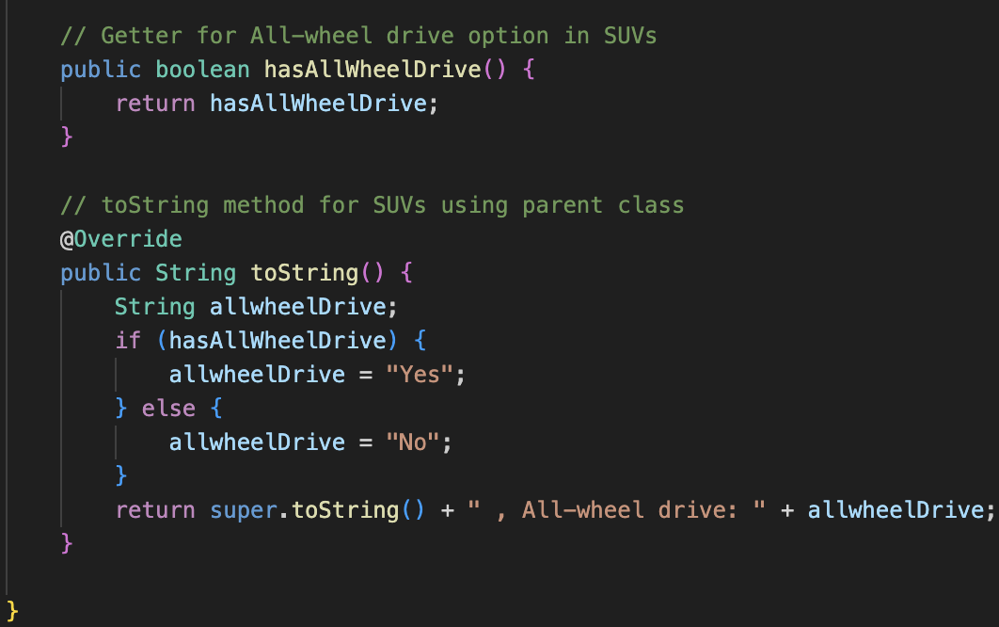 // Getter for All-wheel drive option in SUVs
public boolean hasAllWheelDrive() {
    return hasAllWheelDrive;
}

// toString method for SUVs using parent class
@Override
public String toString() {
    String allwheelDrive;
    if (hasAllWheelDrive) {
        allwheelDrive = "Yes";
    } else {
        allwheelDrive = "No";
    }
    return super.toString() + " , All-wheel drive: " + allwheelDrive;
}

}